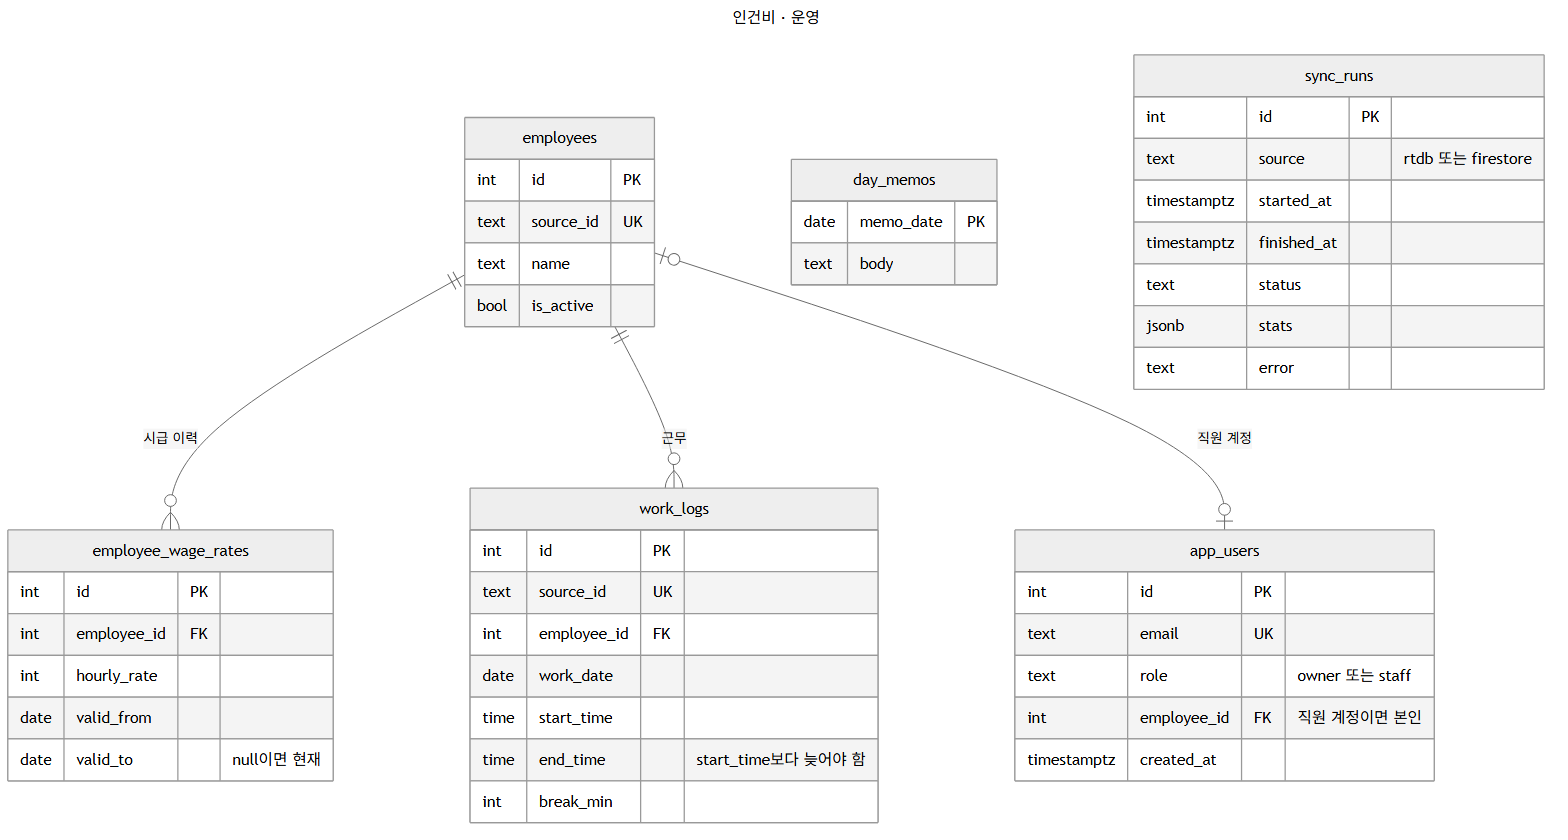 인건비 · 운영
sync_runs
int id PK
text source rtdb 또는 firestore
timestamptz started_at
timestamptz finished_at
text status
jsonb stats
text error
employees
int id PK
text source_id UK
text name
bool is_active
day_memos
date memo_date PK
text body
시급 이력
근무
직원 계정
employee_wage_rates
int id PK
int employee_id FK
int hourly_rate
date valid_from
date valid_to null이면 현재
work_logs
int id PK
text source_id UK
int employee_id FK
date work_date
time start_time
time end_time start_time보다 늦어야 함
int break_min
app_users
int id PK
text email UK
text role owner 또는 staff
int employee_id FK 직원 계정이면 본인
timestamptz created_at